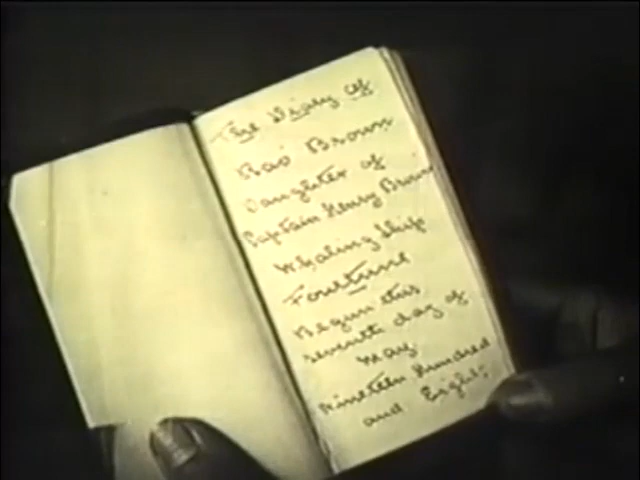 The Diary of
Rao Brown
Daughter of
Captain Henry Brown
Whaling Ship
Fourtune
Begun this
seventh day of
May
Nineteen Hundred
and Eight